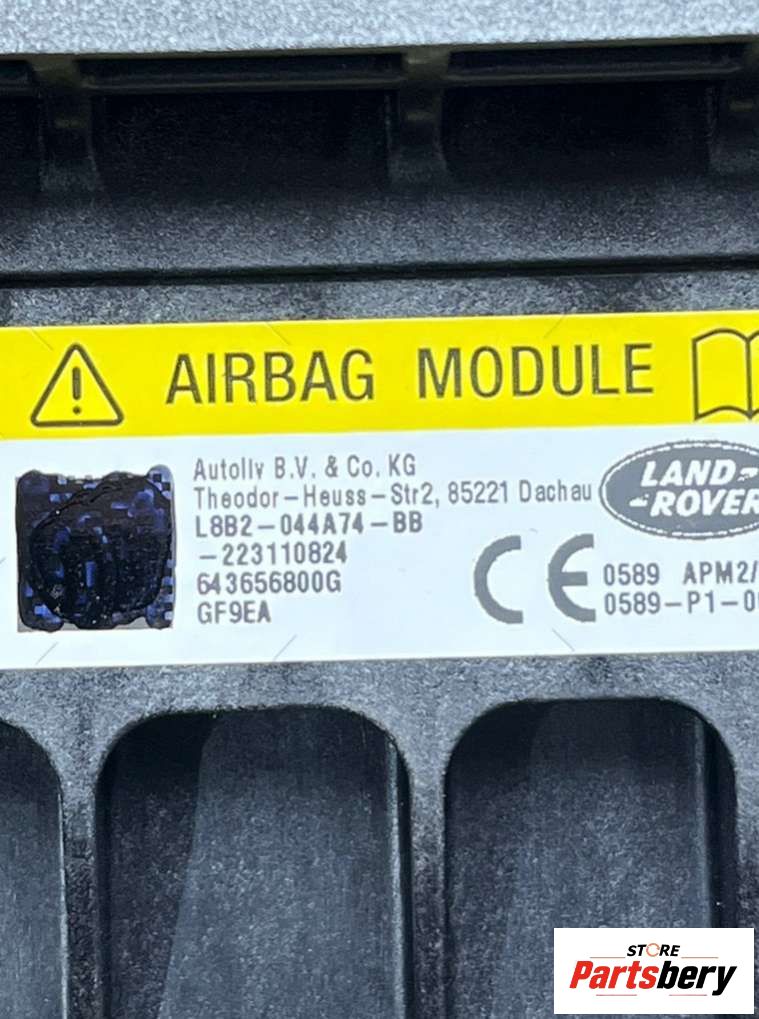 AIRBAG MODULE
Autoliv B.V. & Co. KG
Theodor-Heuss-Str2, 85221 Dachau
L8B2-044A74-BB
-223110824
643656800G
GF9EA
LAND-
-ROVER
CE
0589 APM2/
0589-P1-0
STORE
Partsbery